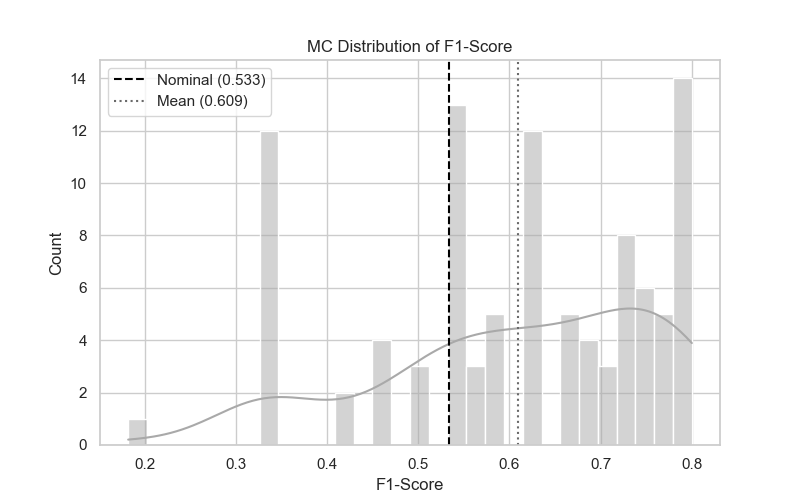 MC Distribution of F1-Score
Nominal (0.533)
Mean (0.609)
Count
14
12
10
8
6
4
2
0
0.2 0.3 0.4 0.5 0.6 0.7 0.8
F1-Score